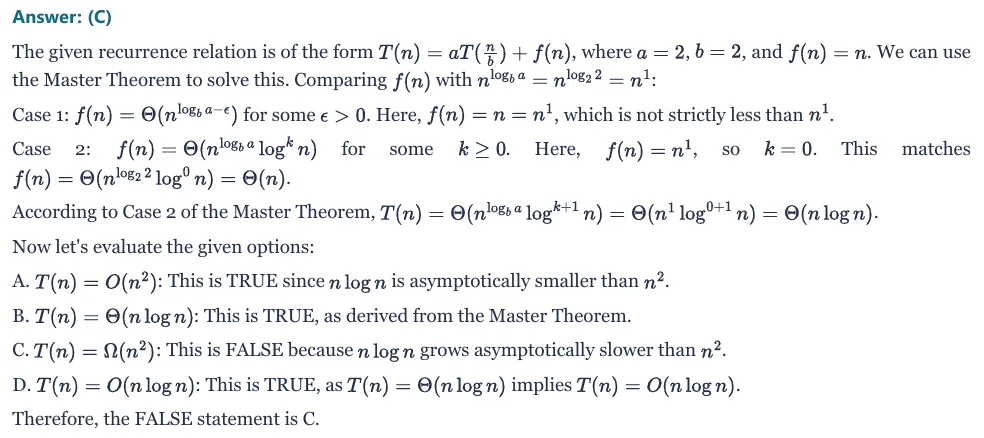 Answer: (C)
The given recurrence relation is of the form T(n) = aT(n/b) + f(n), where a = 2, b = 2, and f(n) = n. We can use
the Master Theorem to solve this. Comparing f(n) with n^{log_b a} = n^{log_2 2} = n^1:
Case 1: f(n) = Θ(n^{log_b a−ϵ}) for some ϵ > 0. Here, f(n) = n = n^1, which is not strictly less than n^1.
Case 2: f(n) = Θ(n^{log_b a} log^k n) for some k ≥ 0. Here, f(n) = n^1, so k = 0. This matches
f(n) = Θ(n^{log_2 2} log^0 n) = Θ(n).
According to Case 2 of the Master Theorem, T(n) = Θ(n^{log_b a} log^{k+1} n) = Θ(n^1 log^{0+1} n) = Θ(n log n).
Now let's evaluate the given options:
A. T(n) = O(n^2): This is TRUE since n log n is asymptotically smaller than n^2.
B. T(n) = Θ(n log n): This is TRUE, as derived from the Master Theorem.
C. T(n) = Ω(n^2): This is FALSE because n log n grows asymptotically slower than n^2.
D. T(n) = O(n log n): This is TRUE, as T(n) = Θ(n log n) implies T(n) = O(n log n).
Therefore, the FALSE statement is C.